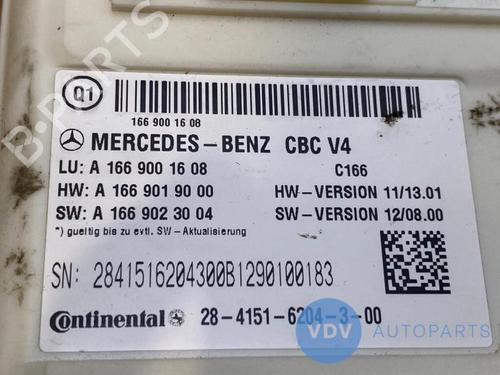 Q1
166 900 16 08
MERCEDES-BENZ CBC V4
LU: A 166 900 16 08 C166
HW: A 166 901 90 00 HW-VERSION 11/13.01
SW: A 166 902 30 04 SW-VERSION 12/08.00
*) gueltig bis zu evtl. SW - Aktualisierung
SN: 2841516204300B1290100183
Continental 28-4151-6204-3-00
VDV AUTOPARTS
B-PARTS